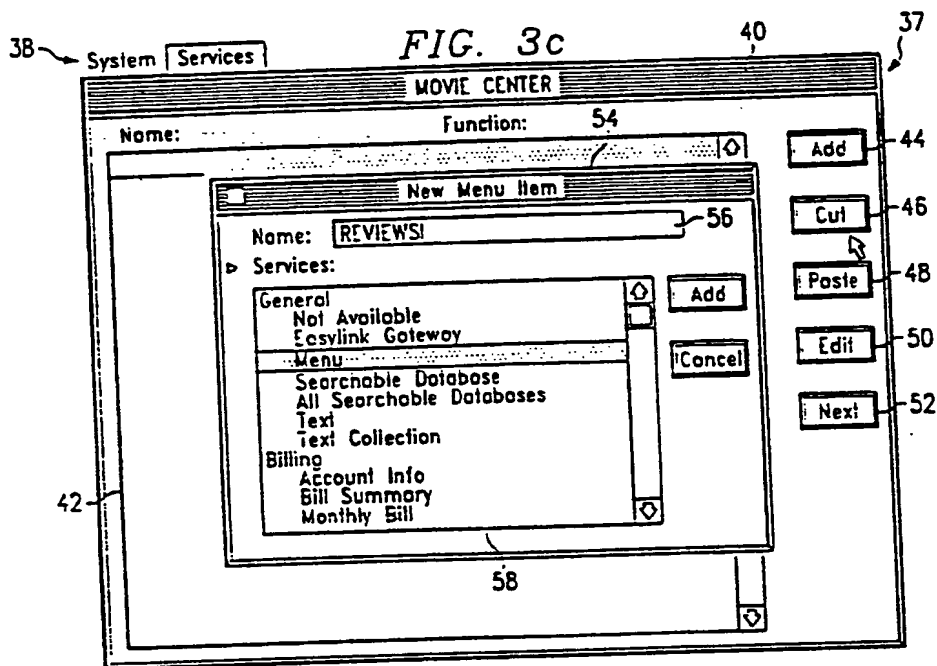 FIG. 3c
38 System Services 40 37
MOVIE CENTER
Name: Function: 54
Add 44
New Menu Item
Name: REVIEWS! 56
Cut 46
Services:
Paste 48
General
Not Available
Easylink Gateway
Menu
Searchable Database
All Searchable Databases
Text
Text Collection
Billing
Account Info
Bill Summary
Monthly Bill
Add
Cancel
Edit 50
Next 52
42
58